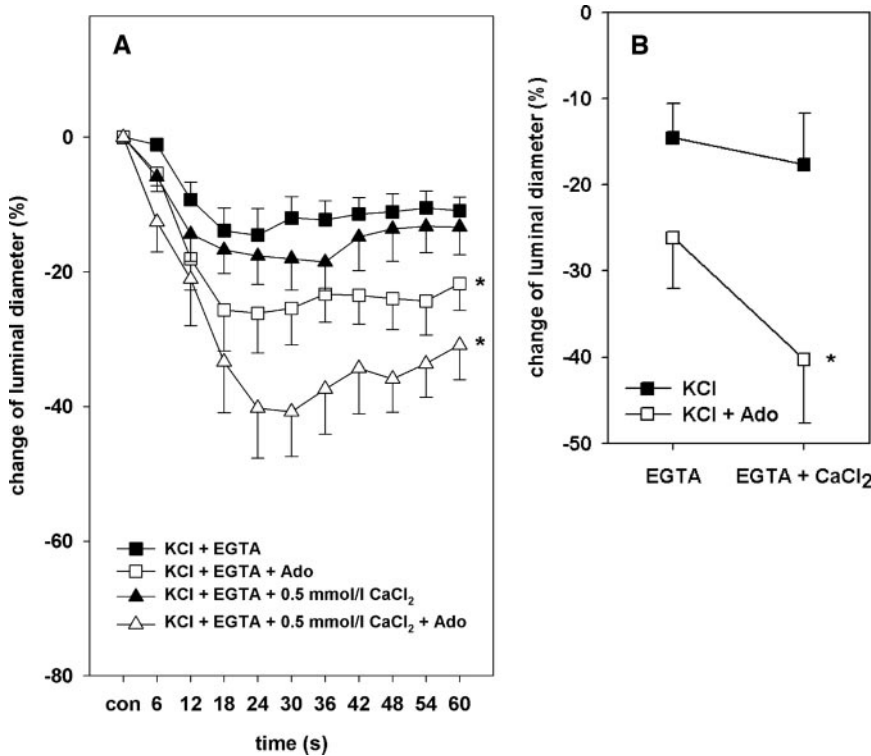 A
change of luminal diameter (%)
0
-20
-40
-60
-80
*
*
KCl + EGTA
KCl + EGTA + Ado
KCl + EGTA + 0.5 mmol/l CaCl₂
KCl + EGTA + 0.5 mmol/l CaCl₂ + Ado
con 6 12 18 24 30 36 42 48 54 60
time (s)
B
change of luminal diameter (%)
0
-10
-20
-30
-40
-50
*
KCl
KCl + Ado
EGTA EGTA + CaCl₂